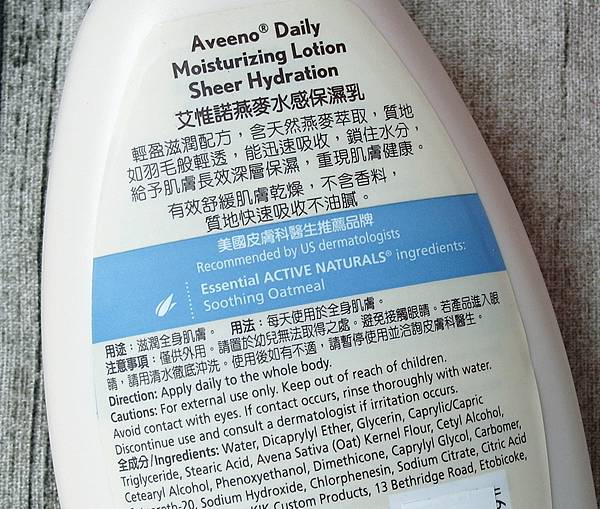 Aveeno® Daily
Moisturizing Lotion
Sheer Hydration
艾惟諾燕麥水感保濕乳
輕盈滋潤配方，含天然燕麥萃取，質地
如羽毛般輕透，能迅速吸收，鎖住水分，
給予肌膚長效深層保濕，重現肌膚健康。
有效舒緩肌膚乾燥，不含香料，
質地快速吸收不油膩。
美國皮膚科醫生推薦品牌
Recommended by US dermatologists
Essential ACTIVE NATURALS® ingredients:
Soothing Oatmeal
用途：滋潤全身肌膚。 用法：每天使用於全身肌膚。
注意事項：僅供外用。請置於幼兒無法取得之處。避免接觸眼睛。若產品進入眼
睛，請用清水徹底沖洗。使用後如有不適，請暫停使用並洽詢皮膚科醫生。
Direction: Apply daily to the whole body.
Cautions: For external use only. Keep out of reach of children.
Avoid contact with eyes. If contact occurs, rinse thoroughly with water.
Discontinue use and consult a dermatologist if irritation occurs.
全成分/Ingredients: Water, Dicaprylyl Ether, Glycerin, Caprylic/Capric
Triglyceride, Stearic Acid, Avena Sativa (Oat) Kernel Flour, Cetyl Alcohol,
Cetearyl Alcohol, Phenoxyethanol, Dimethicone, Caprylyl Glycol, Carbomer,
Sodium Hydroxide, Chlorphenesin, Sodium Citrate, Citric Acid
KIK Custom Products, 13 Bethridge Road, Etobicoke,